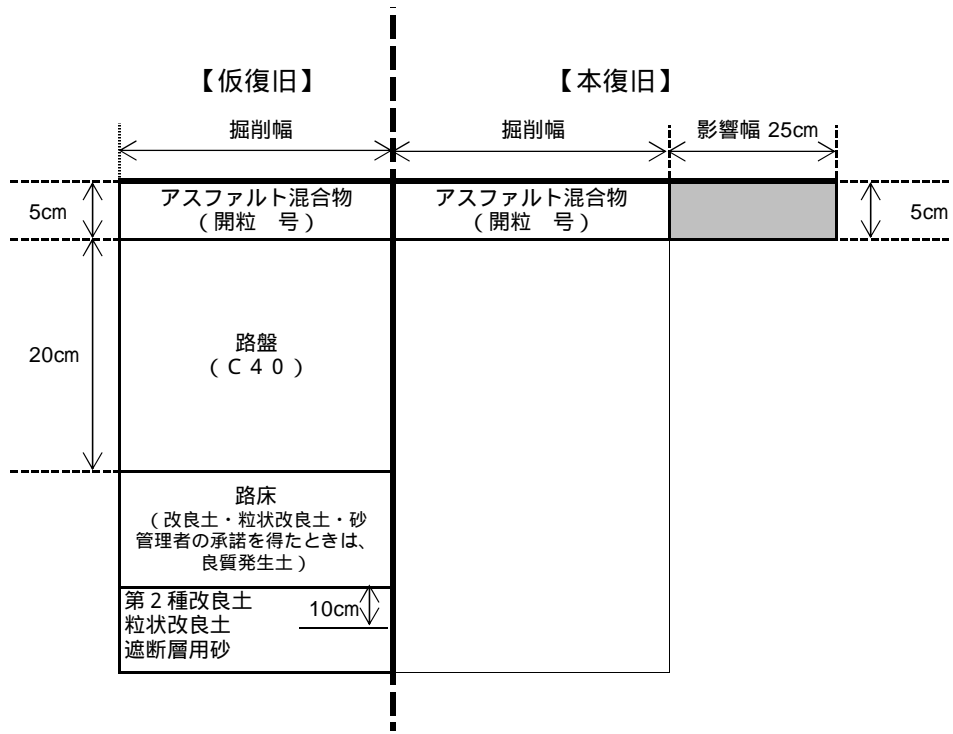 【仮復旧】
【本復旧】
掘削幅
掘削幅
影響幅 25cm
5cm
アスファルト混合物
(開粒 号)
アスファルト混合物
(開粒 号)
5cm
20cm
路盤
(C40)
路床
(改良土・粒状改良土・砂
管理者の承諾を得たときは、
良質発生土)
第2種改良土
粒状改良土
遮断層用砂
10cm